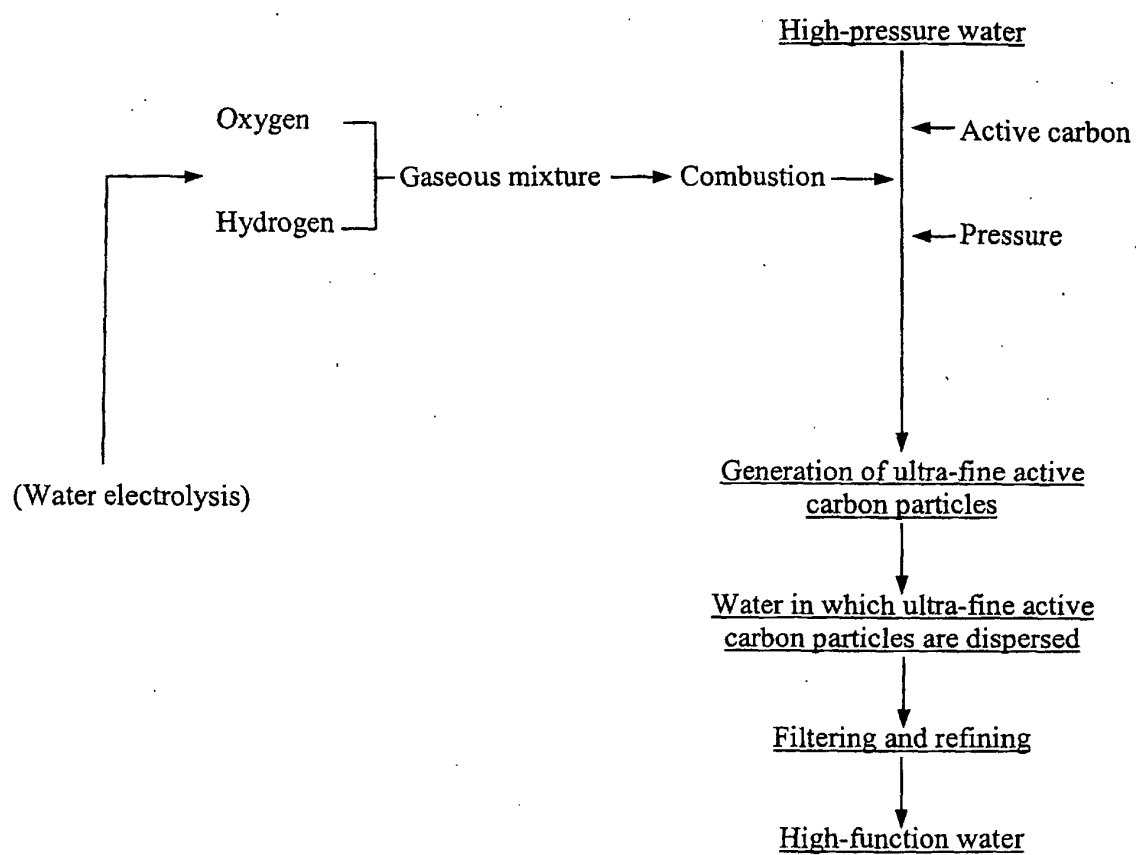 High-pressure water
Oxygen
Active carbon
Gaseous mixture
Combustion
Hydrogen
Pressure
Generation of ultra-fine active
carbon particles
(Water electrolysis)
Water in which ultra-fine active
carbon particles are dispersed
Filtering and refining
High-function water